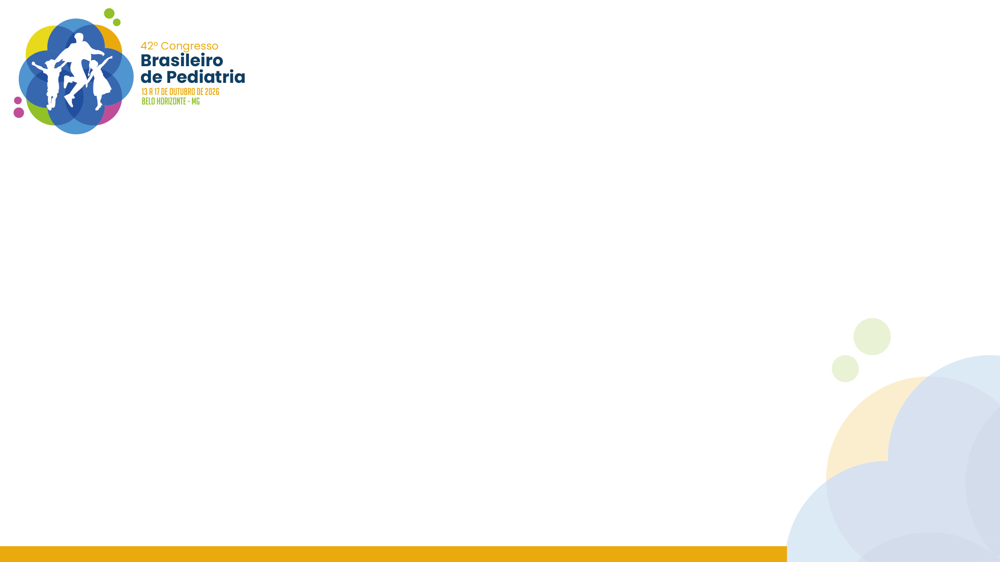 42º Congresso
Brasileiro
de Pediatria
13 A 17 DE OUTUBRO DE 2026
BELO HORIZONTE - MG